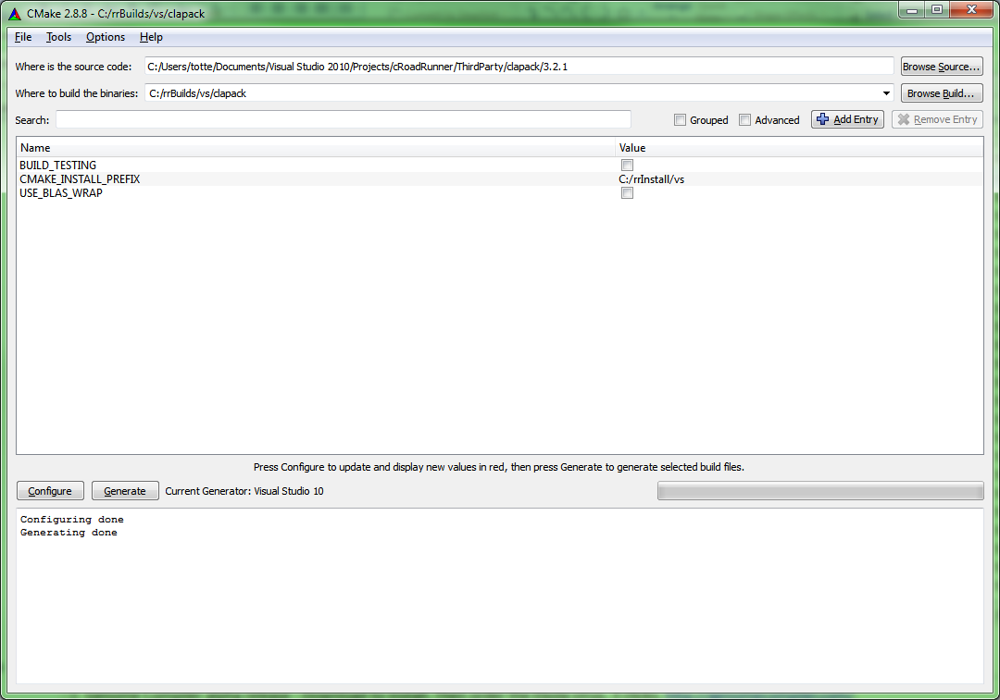 CMake 2.8.8 - C:/rrBuilds/vs/clapack
File Tools Options Help
Where is the source code: C:/Users/totte/Documents/Visual Studio 2010/Projects/cRoadRunner/ThirdParty/clapack/3.2.1 Browse Source...
Where to build the binaries: C:/rrBuilds/vs/clapack Browse Build...
Search: Grouped Advanced Add Entry Remove Entry
Name Value
BUILD_TESTING
CMAKE_INSTALL_PREFIX C:/rrInstall/vs
USE_BLAS_WRAP
Press Configure to update and display new values in red, then press Generate to generate selected build files.
Configure Generate Current Generator: Visual Studio 10
Configuring done
Generating done